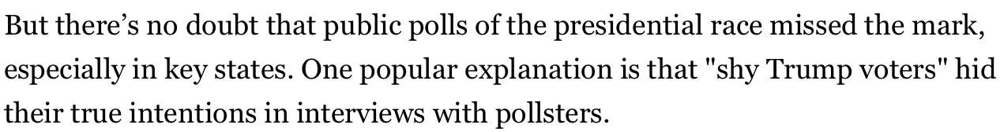 But there’s no doubt that public polls of the presidential race missed the mark,
especially in key states. One popular explanation is that "shy Trump voters" hid
their true intentions in interviews with pollsters.